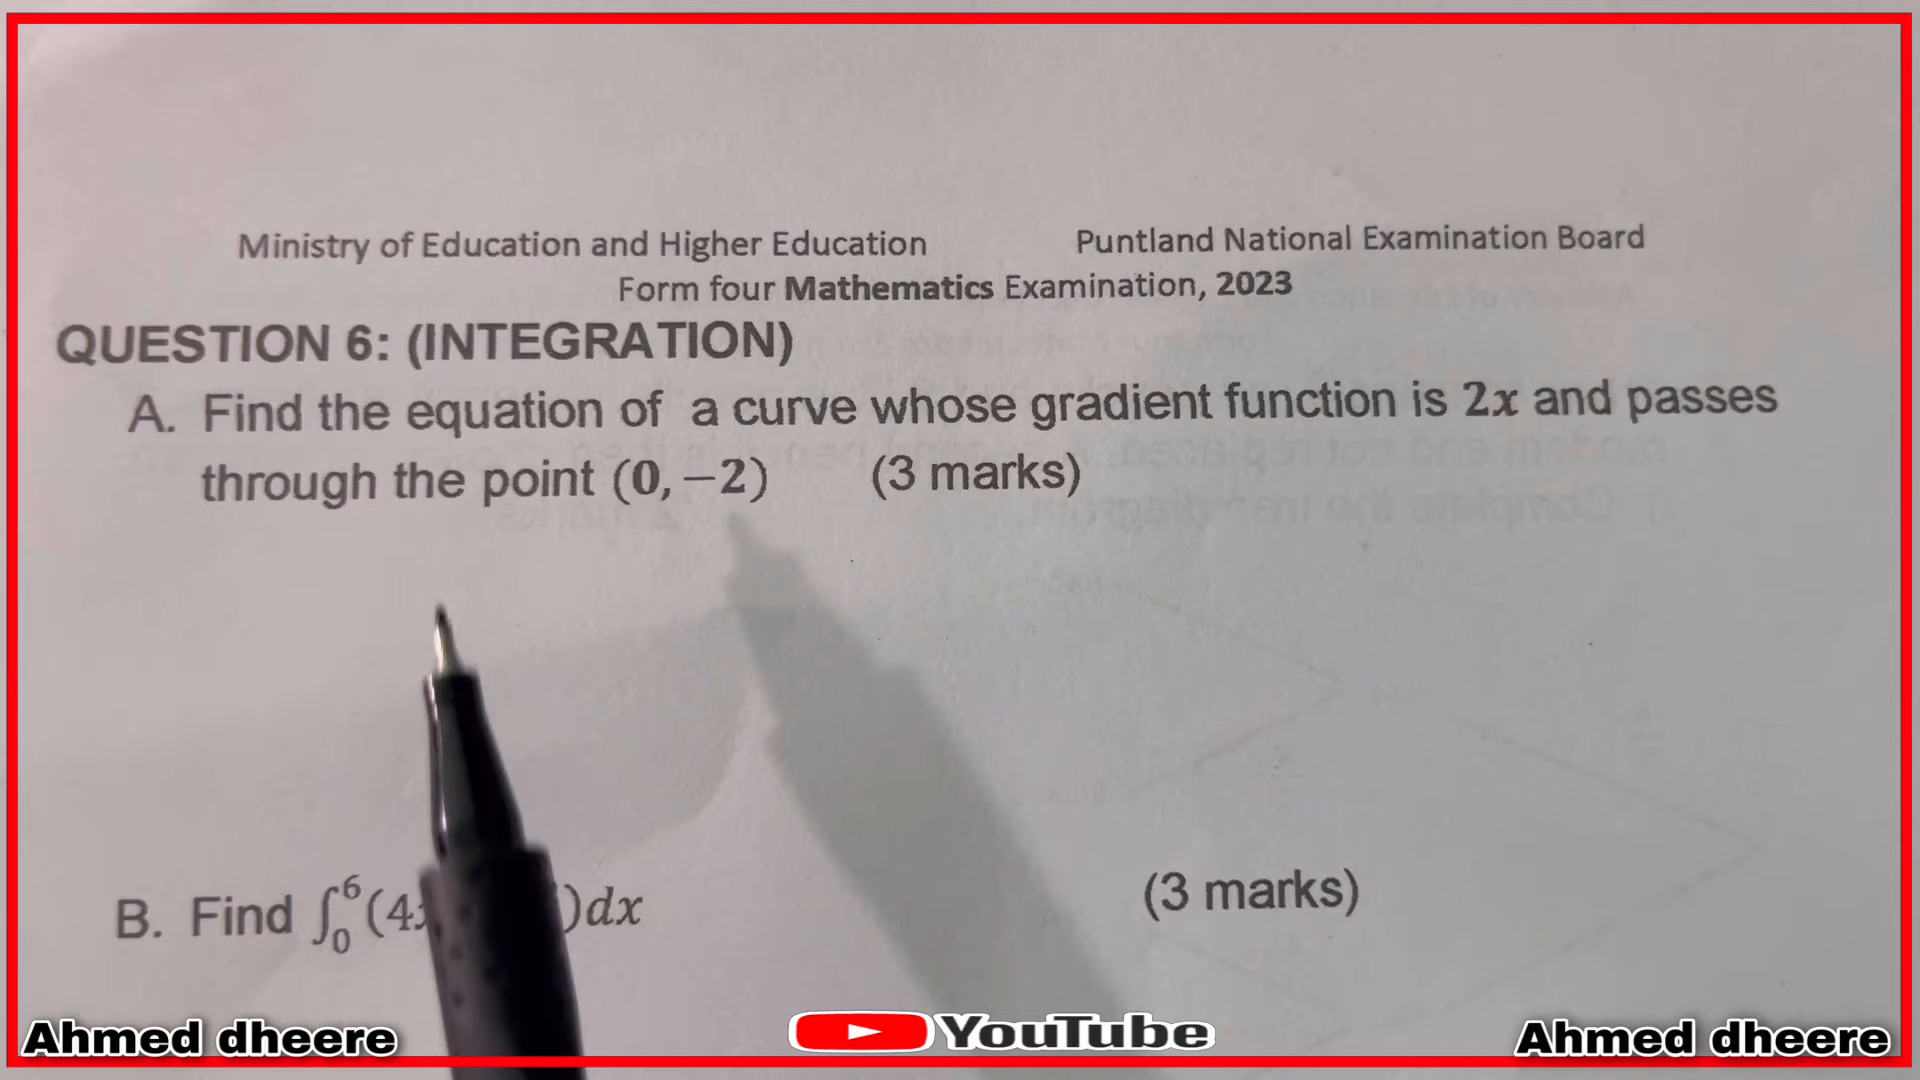 Ministry of Education and Higher Education Puntland National Examination Board
Form four Mathematics Examination, 2023
QUESTION 6: (INTEGRATION)
A. Find the equation of a curve whose gradient function is 2x and passes
through the point (0, −2) (3 marks)
B. Find ∫₀⁶(4 )dx (3 marks)
Ahmed dheere YouTube Ahmed dheere